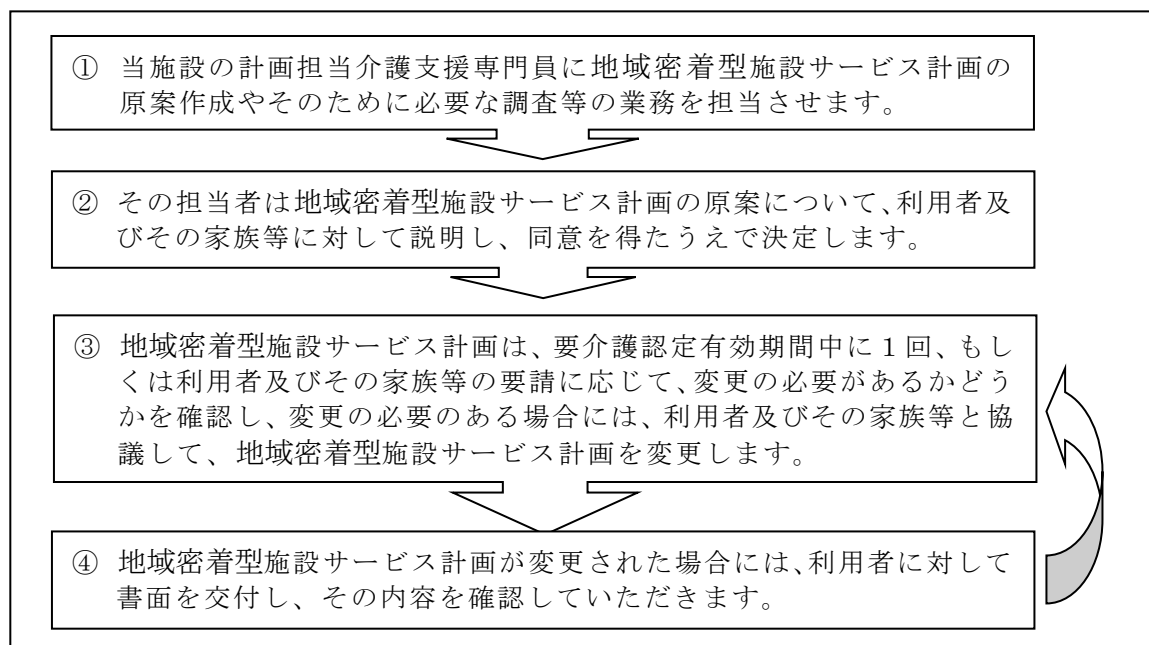 ① 当施設の計画担当介護支援専門員に地域密着型施設サービス計画の
原案作成やそのために必要な調査等の業務を担当させます。
② その担当者は地域密着型施設サービス計画の原案について、利用者及
びその家族等に対して説明し、同意を得たうえで決定します。
③ 地域密着型施設サービス計画は、要介護認定有効期間中に１回、もし
くは利用者及びその家族等の要請に応じて、変更の必要があるかどう
かを確認し、変更の必要のある場合には、利用者及びその家族等と協
議して、地域密着型施設サービス計画を変更します。
④ 地域密着型施設サービス計画が変更された場合には、利用者に対して
書面を交付し、その内容を確認していただきます。